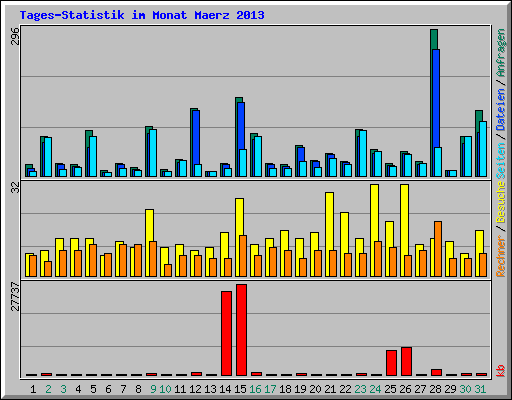 Tages-Statistik im Monat Maerz 2013
296
32
27737
Rechner / Besuche Seiten / Dateien / Anfragen
kb
1 2 3 4 5 6 7 8 9 10 11 12 13 14 15 16 17 18 19 20 21 22 23 24 25 26 27 28 29 30 31